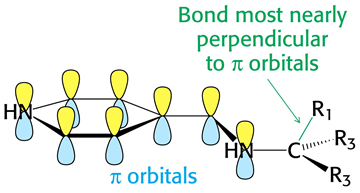 Bond most nearly
perpendicular
to π orbitals
R1
HN
HN
C
R3
R3
π orbitals